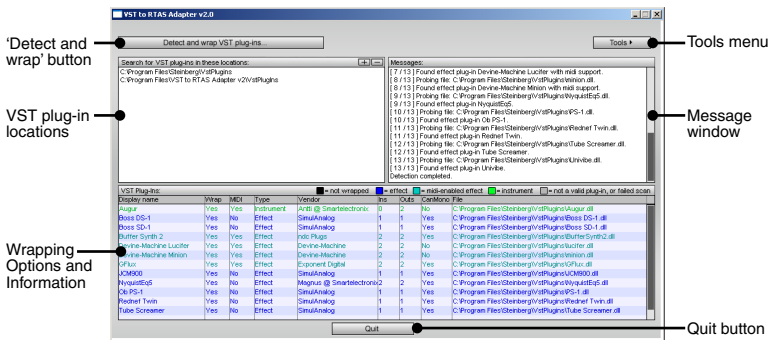 VST to RTAS Adapter v2.0
'Detect and wrap' button
Detect and wrap VST plug-ins...
Tools
Tools menu
Search for VST plug-ins in these locations:
C:\Program Files\Steinberg\VstPlugins
C:\Program Files\VST to RTAS Adapter v2\VstPlugIns
VST plug-in locations
Messages:
[ 7 / 13 ] Found effect plug-in Devine-Machine Lucifer with midi support.
[ 8 / 13 ] Probing file: C:\Program Files\Steinberg\VstPlugins\minion.dll.
[ 8 / 13 ] Found effect plug-in Devine-Machine Minion with midi support.
[ 9 / 13 ] Probing file: C:\Program Files\Steinberg\VstPlugins\NyquistEq5.dll.
[ 9 / 13 ] Found effect plug-in NyquistEq5.
[ 10 / 13 ] Probing file: C:\Program Files\Steinberg\VstPlugins\PS-1.dll.
[ 10 / 13 ] Found effect plug-in Ob PS-1.
[ 11 / 13 ] Probing file: C:\Program Files\Steinberg\VstPlugins\Rednef Twin.dll.
[ 11 / 13 ] Found effect plug-in Rednef Twin.
[ 12 / 13 ] Probing file: C:\Program Files\Steinberg\VstPlugins\Tube Screamer.dll.
[ 12 / 13 ] Found effect plug-in Tube Screamer.
[ 13 / 13 ] Probing file: C:\Program Files\Steinberg\VstPlugins\Univibe.dll.
[ 13 / 13 ] Found effect plug-in Univibe.
Detection completed.
Message window
VST Plug-Ins: = not wrapped = effect = midi-enabled effect = instrument = not a valid plug-in, or failed scan
Display name Wrap MIDI Type Vendor Ins Outs CanMono File
Augur Yes Yes Instrument Antti @ Smartelectronix 0 2 No C:\Program Files\Steinberg\VstPlugins\Augur.dll
Boss DS-1 Yes No Effect SimulAnalog 1 1 Yes C:\Program Files\Steinberg\VstPlugins\Boss DS-1.dll
Boss SD-1 Yes No Effect SimulAnalog 1 1 Yes C:\Program Files\Steinberg\VstPlugins\Boss SD-1.dll
Buffer Synth 2 Yes Yes Effect ndc Plugs 2 2 Yes C:\Program Files\Steinberg\VstPlugins\BufferSynth2.dll
Devine-Machine Lucifer Yes Yes Effect Devine-Machine 2 2 No C:\Program Files\Steinberg\VstPlugins\lucifer.dll
Devine-Machine Minion Yes Yes Effect Devine-Machine 2 2 No C:\Program Files\Steinberg\VstPlugins\minion.dll
GFlux Yes Yes Effect Exponent Digital 2 2 Yes C:\Program Files\Steinberg\VstPlugins\GFlux.dll
JCM900 Yes No Effect SimulAnalog 1 1 Yes C:\Program Files\Steinberg\VstPlugins\JCM900.dll
NyquistEq5 Yes No Effect Magnus @ Smartelectronix 2 2 Yes C:\Program Files\Steinberg\VstPlugins\NyquistEq5.dll
Ob PS-1 Yes No Effect SimulAnalog 1 1 Yes C:\Program Files\Steinberg\VstPlugins\PS-1.dll
Rednef Twin Yes No Effect SimulAnalog 1 1 Yes C:\Program Files\Steinberg\VstPlugins\Rednef Twin.dll
Tube Screamer Yes No Effect SimulAnalog 1 1 Yes C:\Program Files\Steinberg\VstPlugins\Tube Screamer.dll
Wrapping Options and Information
Quit
Quit button